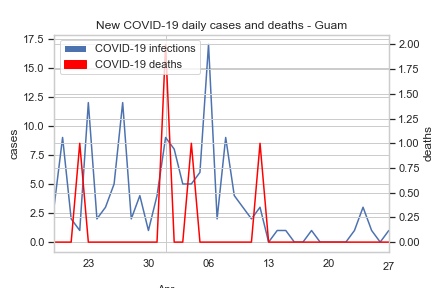 New COVID-19 daily cases and deaths - Guam
COVID-19 infections
COVID-19 deaths
cases
17.5
15.0
12.5
10.0
7.5
5.0
2.5
0.0
deaths
2.00
1.75
1.50
1.25
1.00
0.75
0.50
0.25
0.00
23 30 06 13 20 27